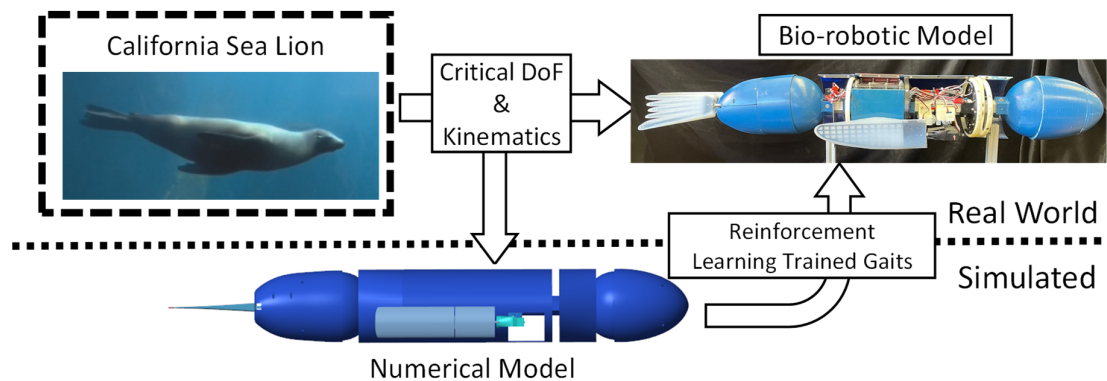 California Sea Lion
Critical DoF
&
Kinematics
Bio-robotic Model
Real World
Reinforcement
Learning Trained Gaits
Simulated
Numerical Model